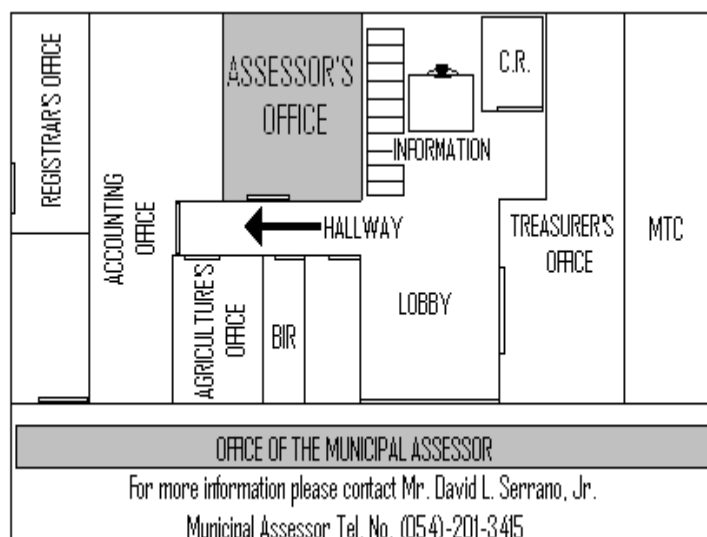 REGISTRAR'S OFFICE
ACCOUNTING
OFFICE
ASSESSOR'S
OFFICE
C.R.
INFORMATION
HALLWAY
AGRICULTURE'S
OFFICE
BIR
LOBBY
TREASURER'S
OFFICE
MTC
OFFICE OF THE MUNICIPAL ASSESSOR
For more information please contact Mr. David L. Serrano, Jr.
Municipal Assessor Tel. No. (054)-201-3415